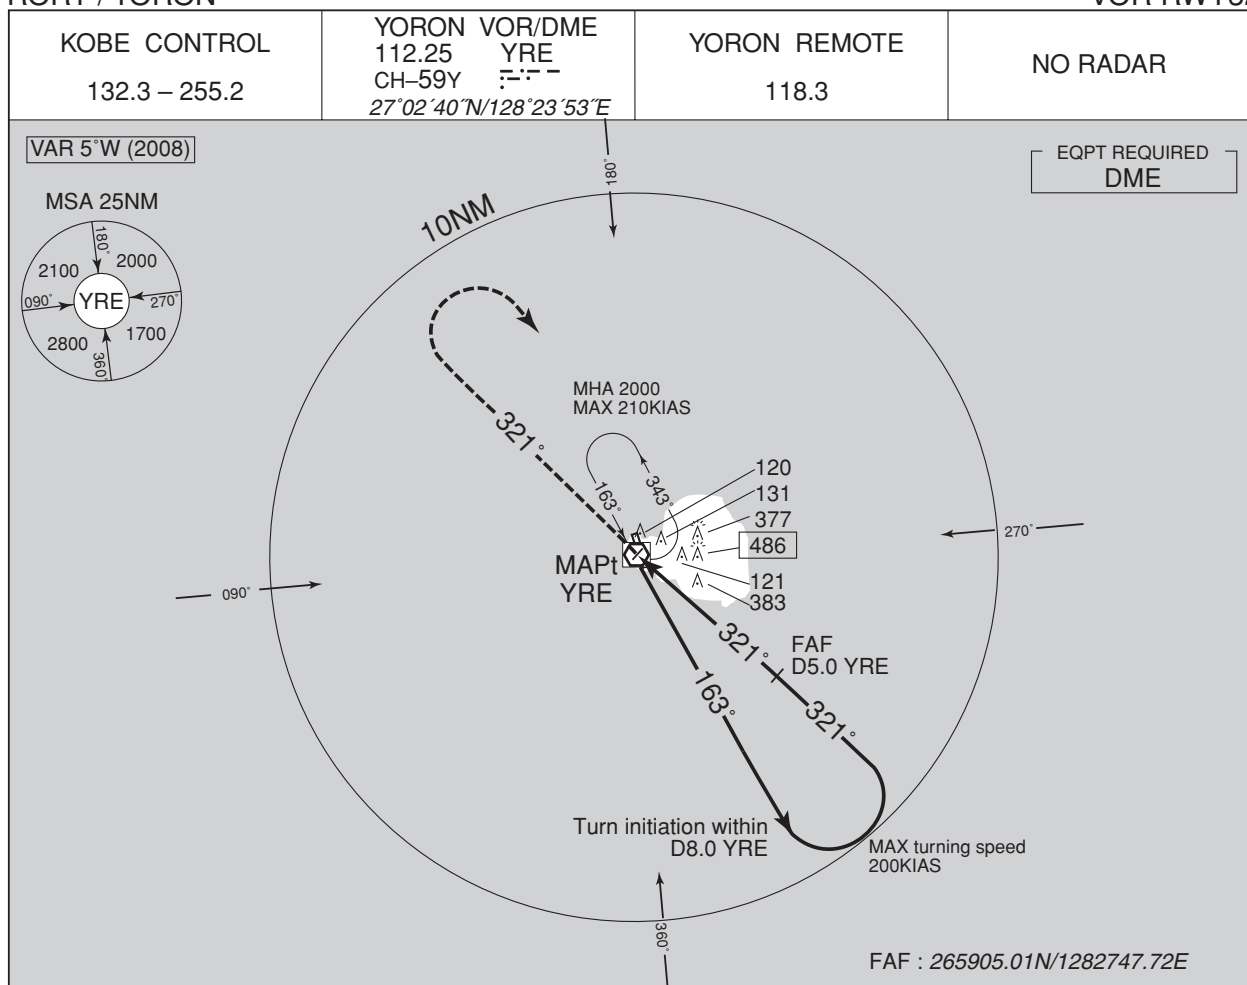 KOBE CONTROL
132.3 – 255.2
YORON VOR/DME
112.25 YRE
CH–59Y
27°02´40˝N/128°23´53˝E
YORON REMOTE
118.3
NO RADAR
VAR 5°W (2008)
EQPT REQUIRED
DME
MSA 25NM
180°
2100
2000
090°
YRE
270°
2800
1700
360°
180°
10NM
MHA 2000
MAX 210KIAS
321°
163°
343°
120
131
377
486
121
383
270°
090°
MAPt
YRE
321°
FAF
D5.0 YRE
163°
321°
Turn initiation within
D8.0 YRE
MAX turning speed
200KIAS
360°
FAF : 265905.01N/1282747.72E